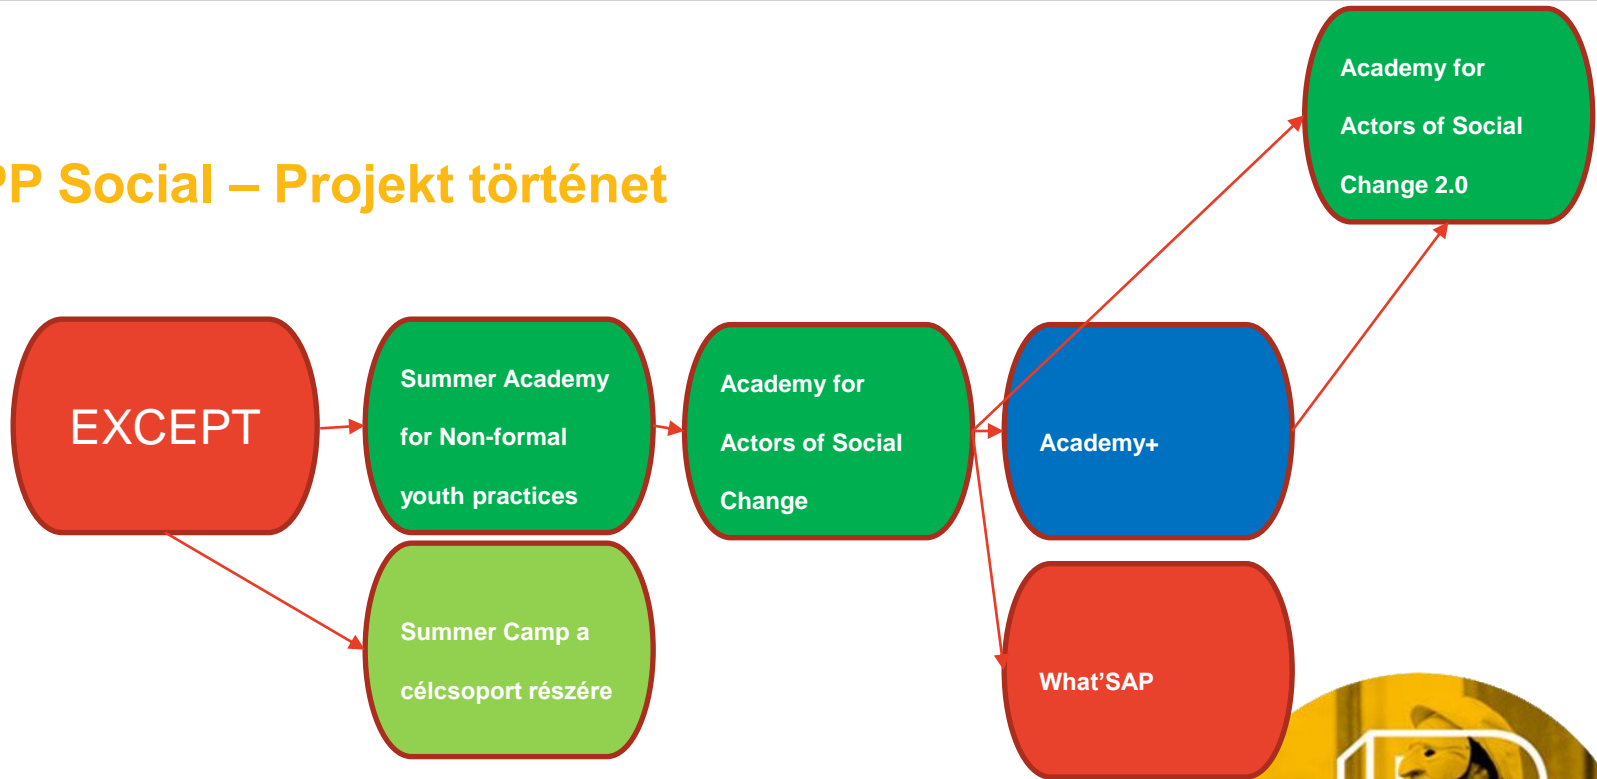 PP Social – Projekt történet
EXCEPT
Summer Academy
for Non-formal
youth practices
Summer Camp a
célcsoport részére
Academy for
Actors of Social
Change
Academy+
What’SAP
Academy for
Actors of Social
Change 2.0